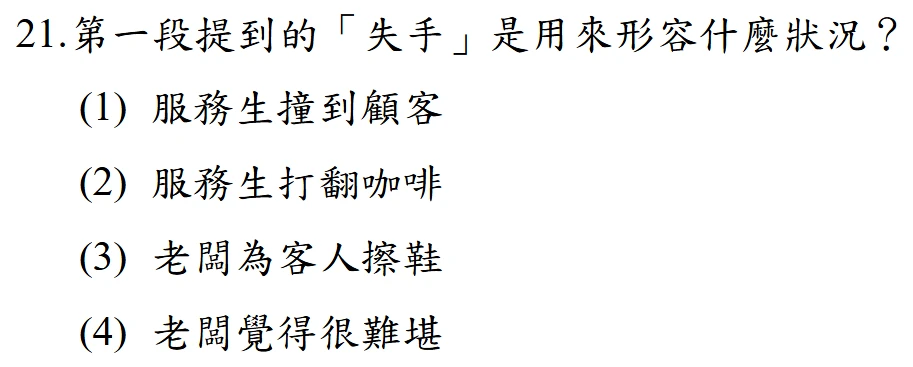 21.第一段提到的「失手」是用來形容什麼狀況？
(1) 服務生撞到顧客
(2) 服務生打翻咖啡
(3) 老闆為客人擦鞋
(4) 老闆覺得很難堪